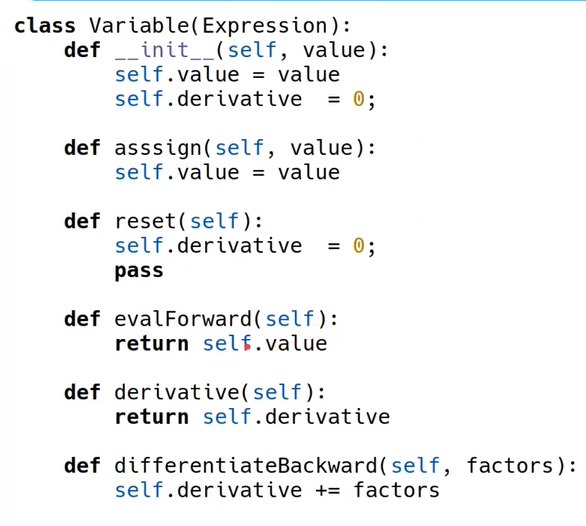 class Variable(Expression):
    def __init__(self, value):
        self.value = value
        self.derivative  = 0;

    def asssign(self, value):
        self.value = value

    def reset(self):
        self.derivative  = 0;
        pass

    def evalForward(self):
        return self.value

    def derivative(self):
        return self.derivative

    def differentiateBackward(self, factors):
        self.derivative += factors